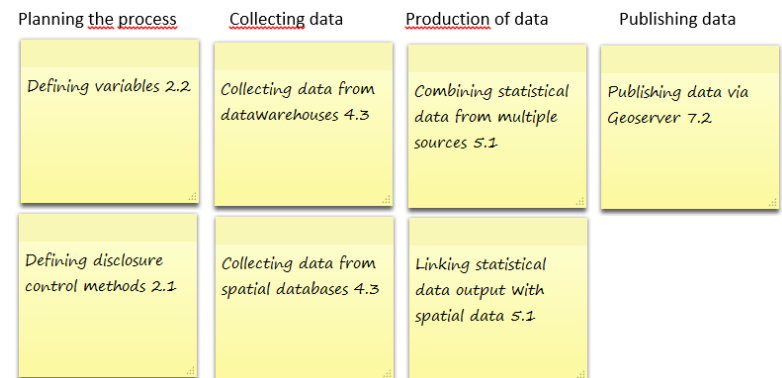 Planning the process
Collecting data
Production of data
Publishing data
Defining variables 2.2
Collecting data from
datawarehouses 4.3
Combining statistical
data from multiple
sources 5.1
Publishing data via
Geoserver 7.2
Defining disclosure
control methods 2.1
Collecting data from
spatial databases 4.3
Linking statistical
data output with
spatial data 5.1